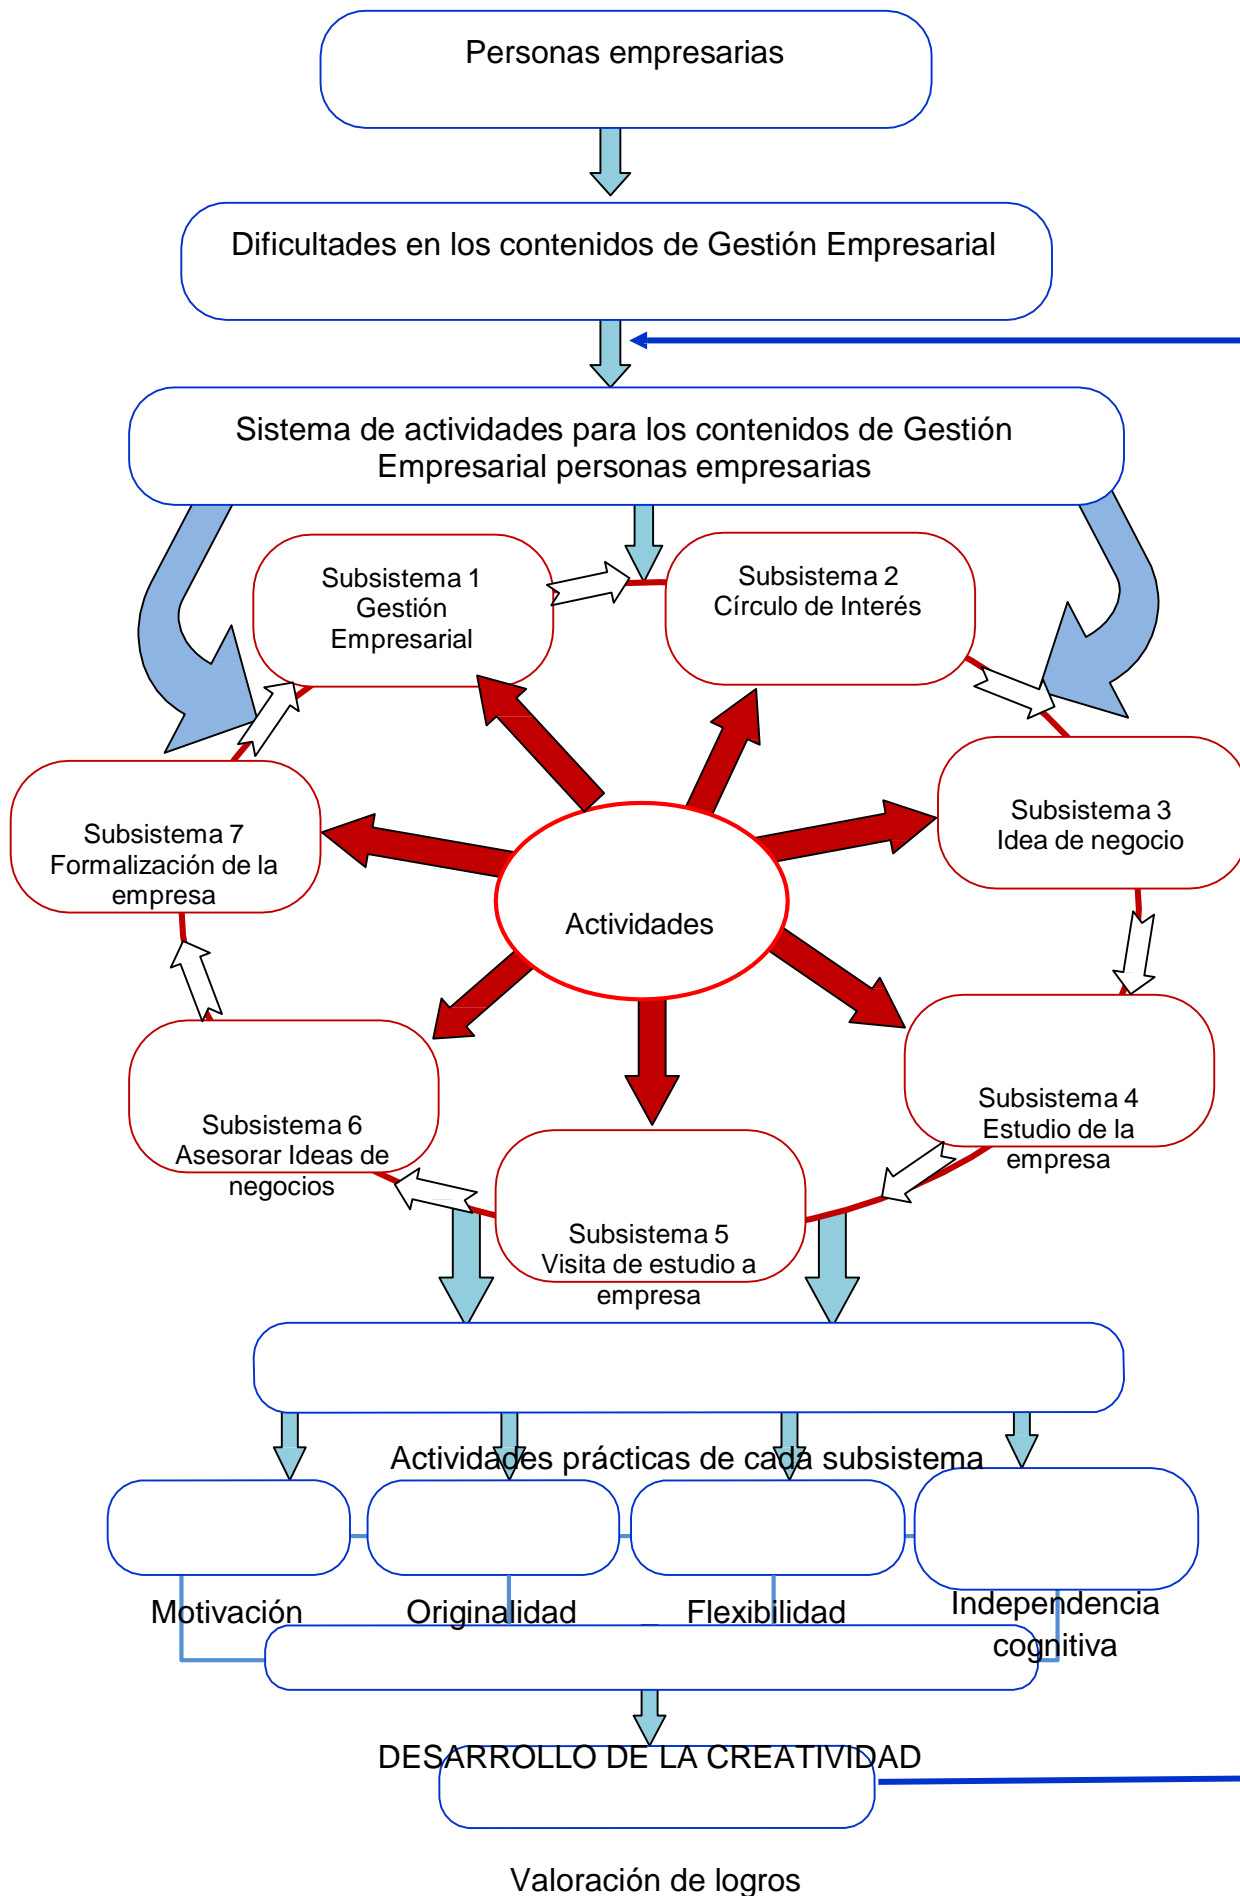 Personas empresarias
Dificultades en los contenidos de Gestión Empresarial
Sistema de actividades para los contenidos de Gestión
Empresarial personas empresarias
Subsistema 1
Gestión
Empresarial
Subsistema 2
Círculo de Interés
Subsistema 7
Formalización de la
empresa
Subsistema 3
Idea de negocio
Actividades
Subsistema 6
Asesorar Ideas de
negocios
Subsistema 4
Estudio de la
empresa
Subsistema 5
Visita de estudio a
empresa
Actividades prácticas de cada subsistema
Motivación
Originalidad
Flexibilidad
Independencia
cognitiva
DESARROLLO DE LA CREATIVIDAD
Valoración de logros